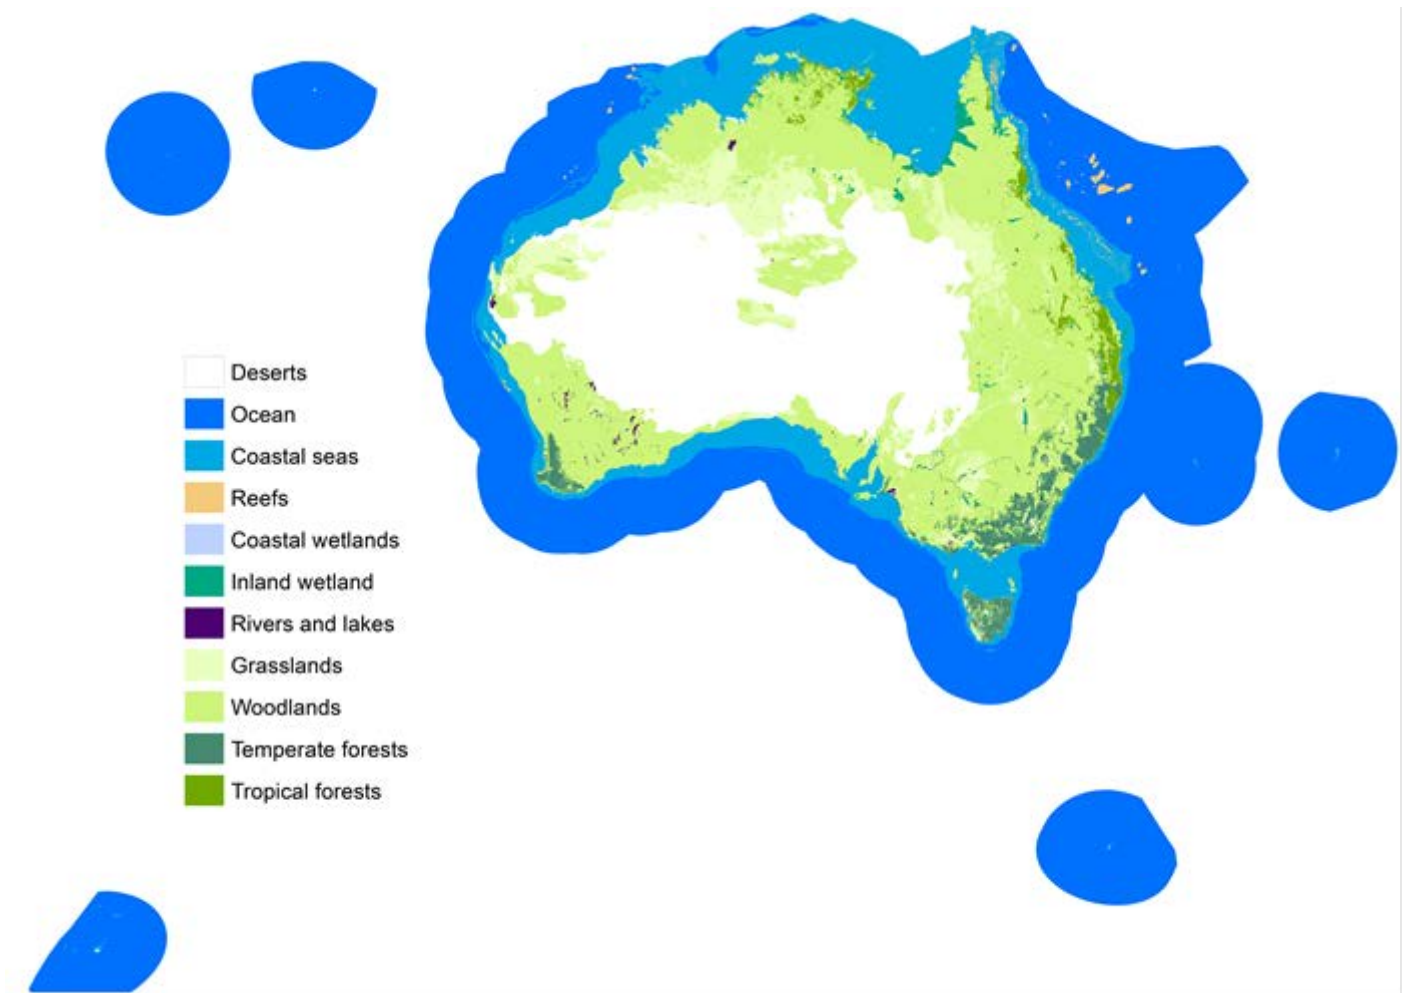 Deserts
Ocean
Coastal seas
Reefs
Coastal wetlands
Inland wetland
Rivers and lakes
Grasslands
Woodlands
Temperate forests
Tropical forests